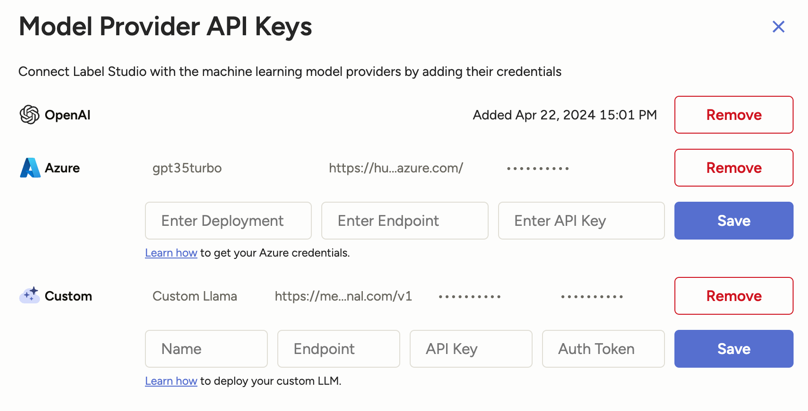 Model Provider API Keys
Connect Label Studio with the machine learning model providers by adding their credentials
OpenAI Added Apr 22, 2024 15:01 PM Remove
Azure gpt35turbo https://hu...azure.com/ •••••••••• Remove
Enter Deployment Enter Endpoint Enter API Key Save
Learn how to get your Azure credentials.
Custom Custom Llama https://me...nal.com/v1 •••••••••• •••••••••• Remove
Name Endpoint API Key Auth Token Save
Learn how to deploy your custom LLM.